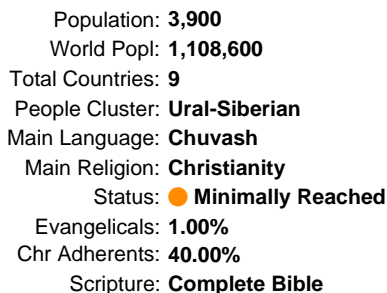 Population: 3,900
World Popl: 1,108,600
Total Countries: 9
People Cluster: Ural-Siberian
Main Language: Chuvash
Main Religion: Christianity
Status: Minimally Reached
Evangelicals: 1.00%
Chr Adherents: 40.00%
Scripture: Complete Bible